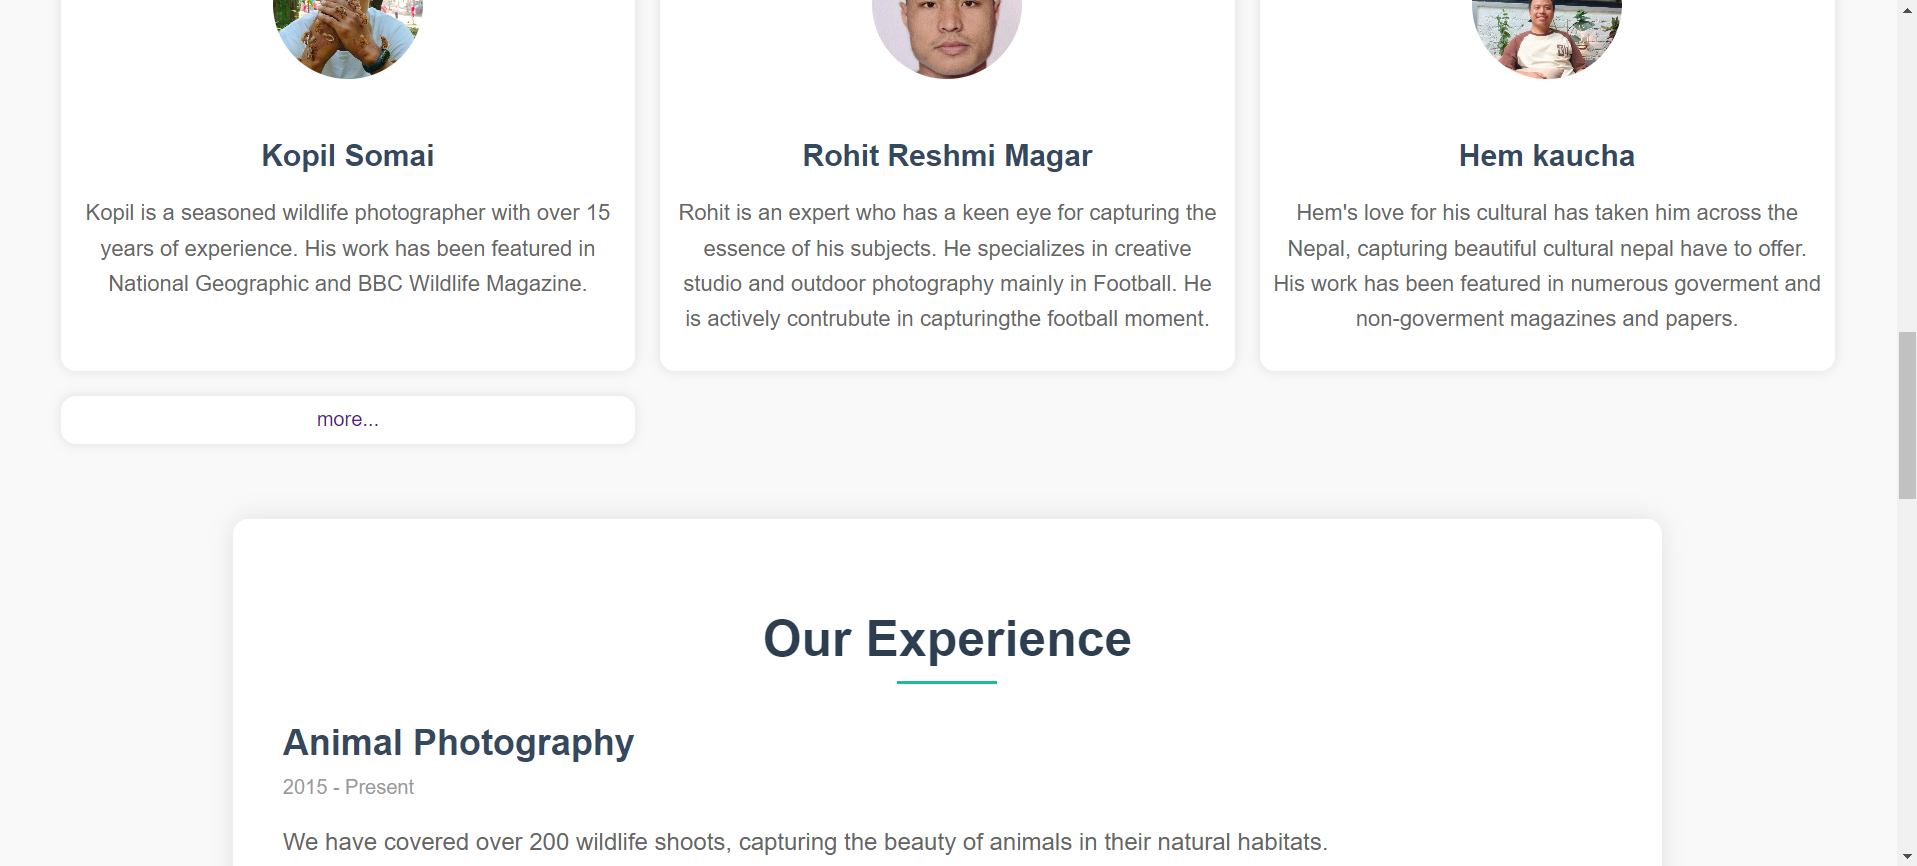 Kopil Somai
Kopil is a seasoned wildlife photographer with over 15
years of experience. His work has been featured in
National Geographic and BBC Wildlife Magazine.
Rohit Reshmi Magar
Rohit is an expert who has a keen eye for capturing the
essence of his subjects. He specializes in creative
studio and outdoor photography mainly in Football. He
is actively contrubute in capturingthe football moment.
Hem kaucha
Hem's love for his cultural has taken him across the
Nepal, capturing beautiful cultural nepal have to offer.
His work has been featured in numerous goverment and
non-goverment magazines and papers.
more...
Our Experience
Animal Photography
2015 - Present
We have covered over 200 wildlife shoots, capturing the beauty of animals in their natural habitats.